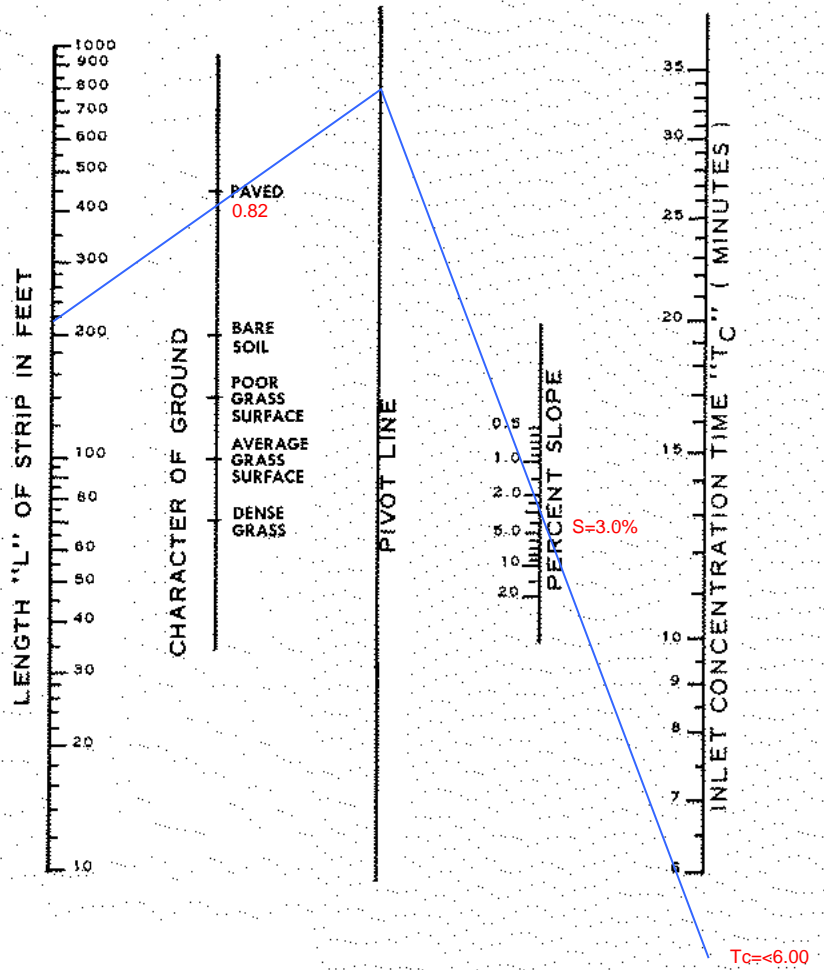 1000
900
800
700
600
500
400
300
200
100
80
60
50
40
30
20
10
LENGTH "L" OF STRIP IN FEET
PAVED
0.82
BARE
SOIL
POOR
GRASS
SURFACE
AVERAGE
GRASS
SURFACE
DENSE
GRASS
CHARACTER OF GROUND
PIVOT LINE
0.5
1.0
2.0
5.0
10
20
PERCENT SLOPE
S=3.0%
35
30
25
20
15
10
9
8
7
6
INLET CONCENTRATION TIME "TC" ( MINUTES )
Tc=<6.00